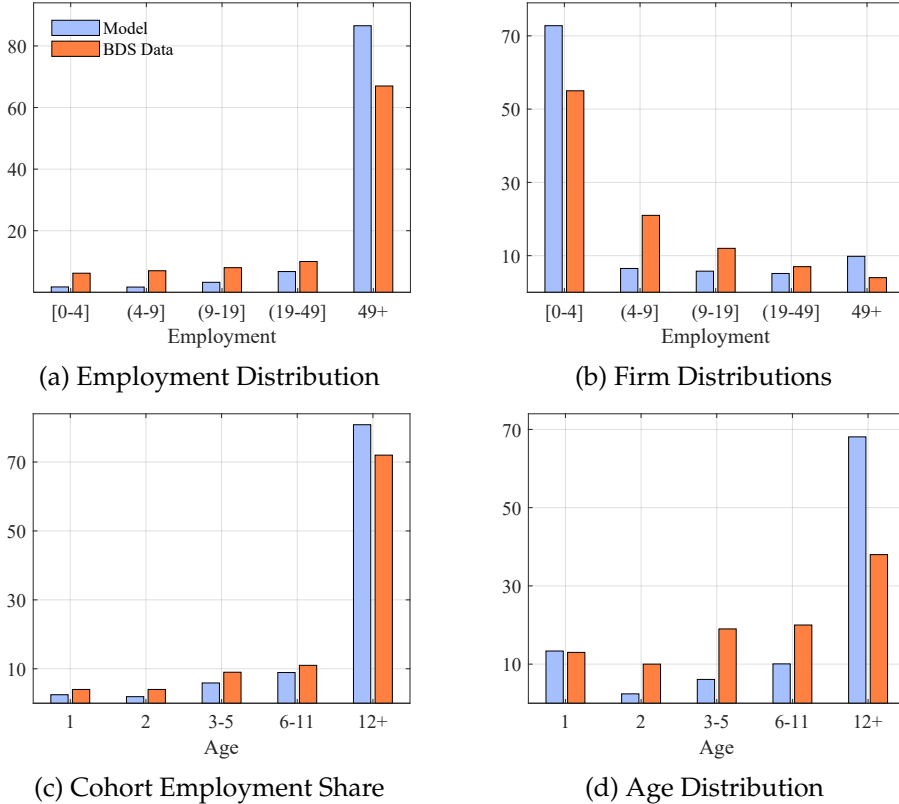 Model
BDS Data
80
60
40
20
[0-4] (4-9] (9-19] (19-49] 49+
Employment
(a) Employment Distribution
70
50
30
10
[0-4] (4-9] (9-19] (19-49] 49+
Employment
(b) Firm Distributions
70
50
30
10
1 2 3-5 6-11 12+
Age
(c) Cohort Employment Share
70
50
30
10
1 2 3-5 6-11 12+
Age
(d) Age Distribution